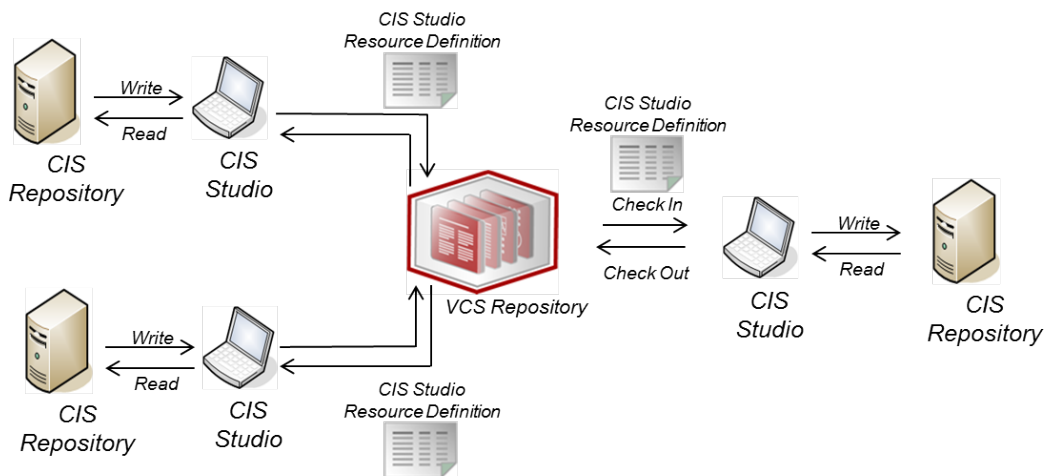 CIS Studio
Resource Definition
Write
Read
CIS
Repository
CIS
Studio
CIS Studio
Resource Definition
Check In
Check Out
VCS Repository
Write
Read
CIS
Studio
CIS
Repository
Write
Read
CIS
Repository
CIS
Studio
CIS Studio
Resource Definition